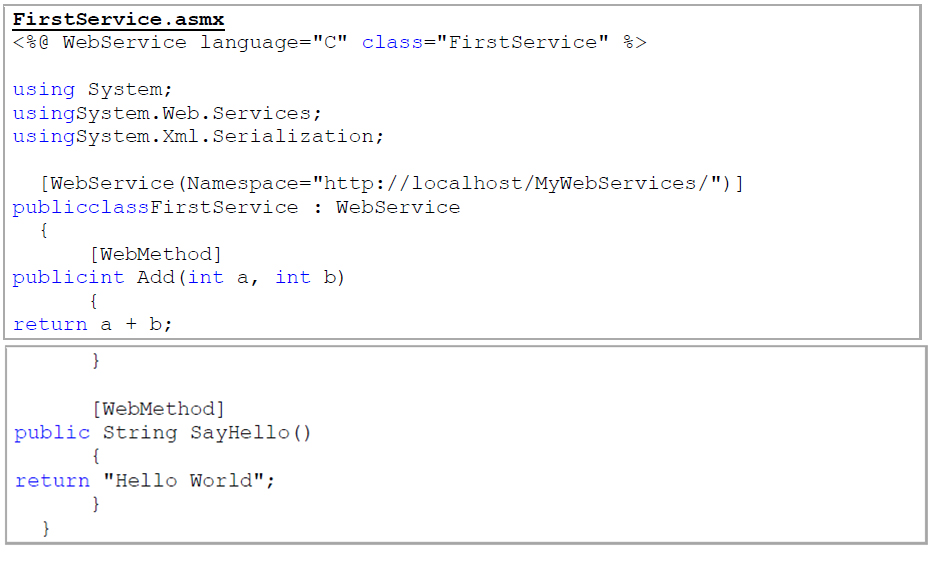 FirstService.asmx
<%@ WebService language="C" class="FirstService" %>
using System;
usingSystem.Web.Services;
usingSystem.Xml.Serialization;
[WebService(Namespace="http://localhost/MyWebServices/")]
publicclassFirstService : WebService
{
[WebMethod]
publicint Add(int a, int b)
{
return a + b;
}
[WebMethod]
public String SayHello()
{
return "Hello World";
}
}